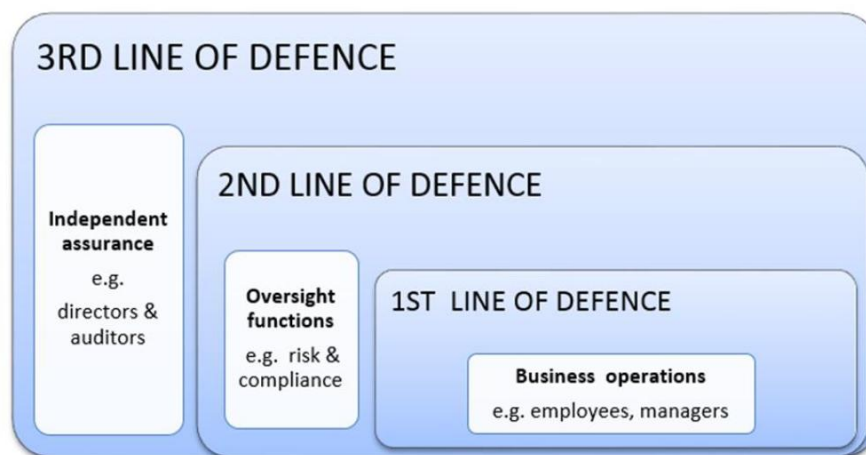 3RD LINE OF DEFENCE
Independent
assurance
e.g.
directors &
auditors
2ND LINE OF DEFENCE
Oversight
functions
e.g. risk &
compliance
1ST LINE OF DEFENCE
Business operations
e.g. employees, managers